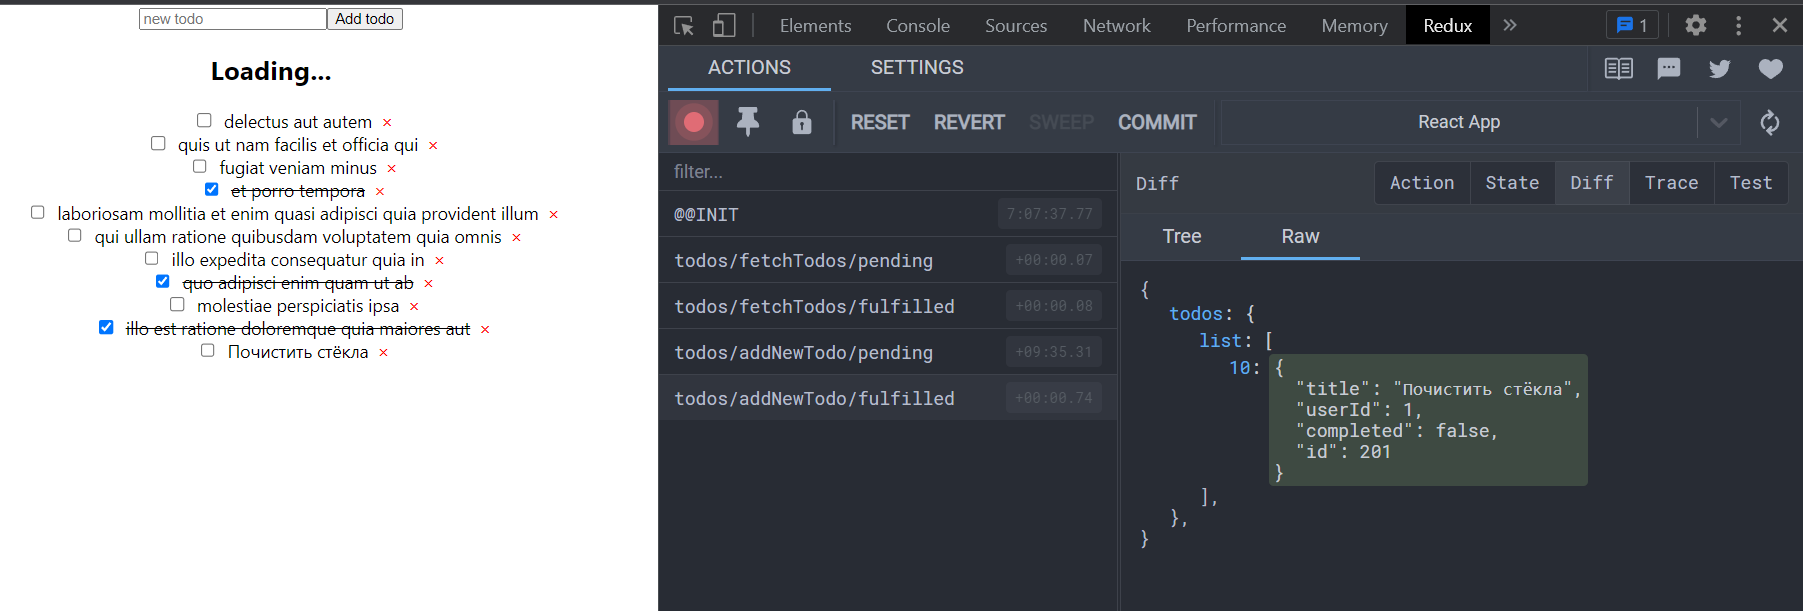 new todo Add todo
Loading...
delectus aut autem ×
quis ut nam facilis et officia qui ×
fugiat veniam minus ×
et porro tempora ×
laboriosam mollitia et enim quasi adipisci quia provident illum ×
qui ullam ratione quibusdam voluptatem quia omnis ×
illo expedita consequatur quia in ×
quo adipisci enim quam ut ab ×
molestiae perspiciatis ipsa ×
illo est ratione doloremque quia maiores aut ×
Почистить стёкла ×
Elements Console Sources Network Performance Memory Redux » 1
ACTIONS SETTINGS
RESET REVERT SWEEP COMMIT React App
filter...
@@INIT 7:07:37.77
todos/fetchTodos/pending +00:00.07
todos/fetchTodos/fulfilled +00:00.08
todos/addNewTodo/pending +09:35.31
todos/addNewTodo/fulfilled +00:00.74
Diff Action State Diff Trace Test
Tree Raw
{
todos: {
list: [
10: {
"title": "Почистить стёкла",
"userId": 1,
"completed": false,
"id": 201
}
],
},
}